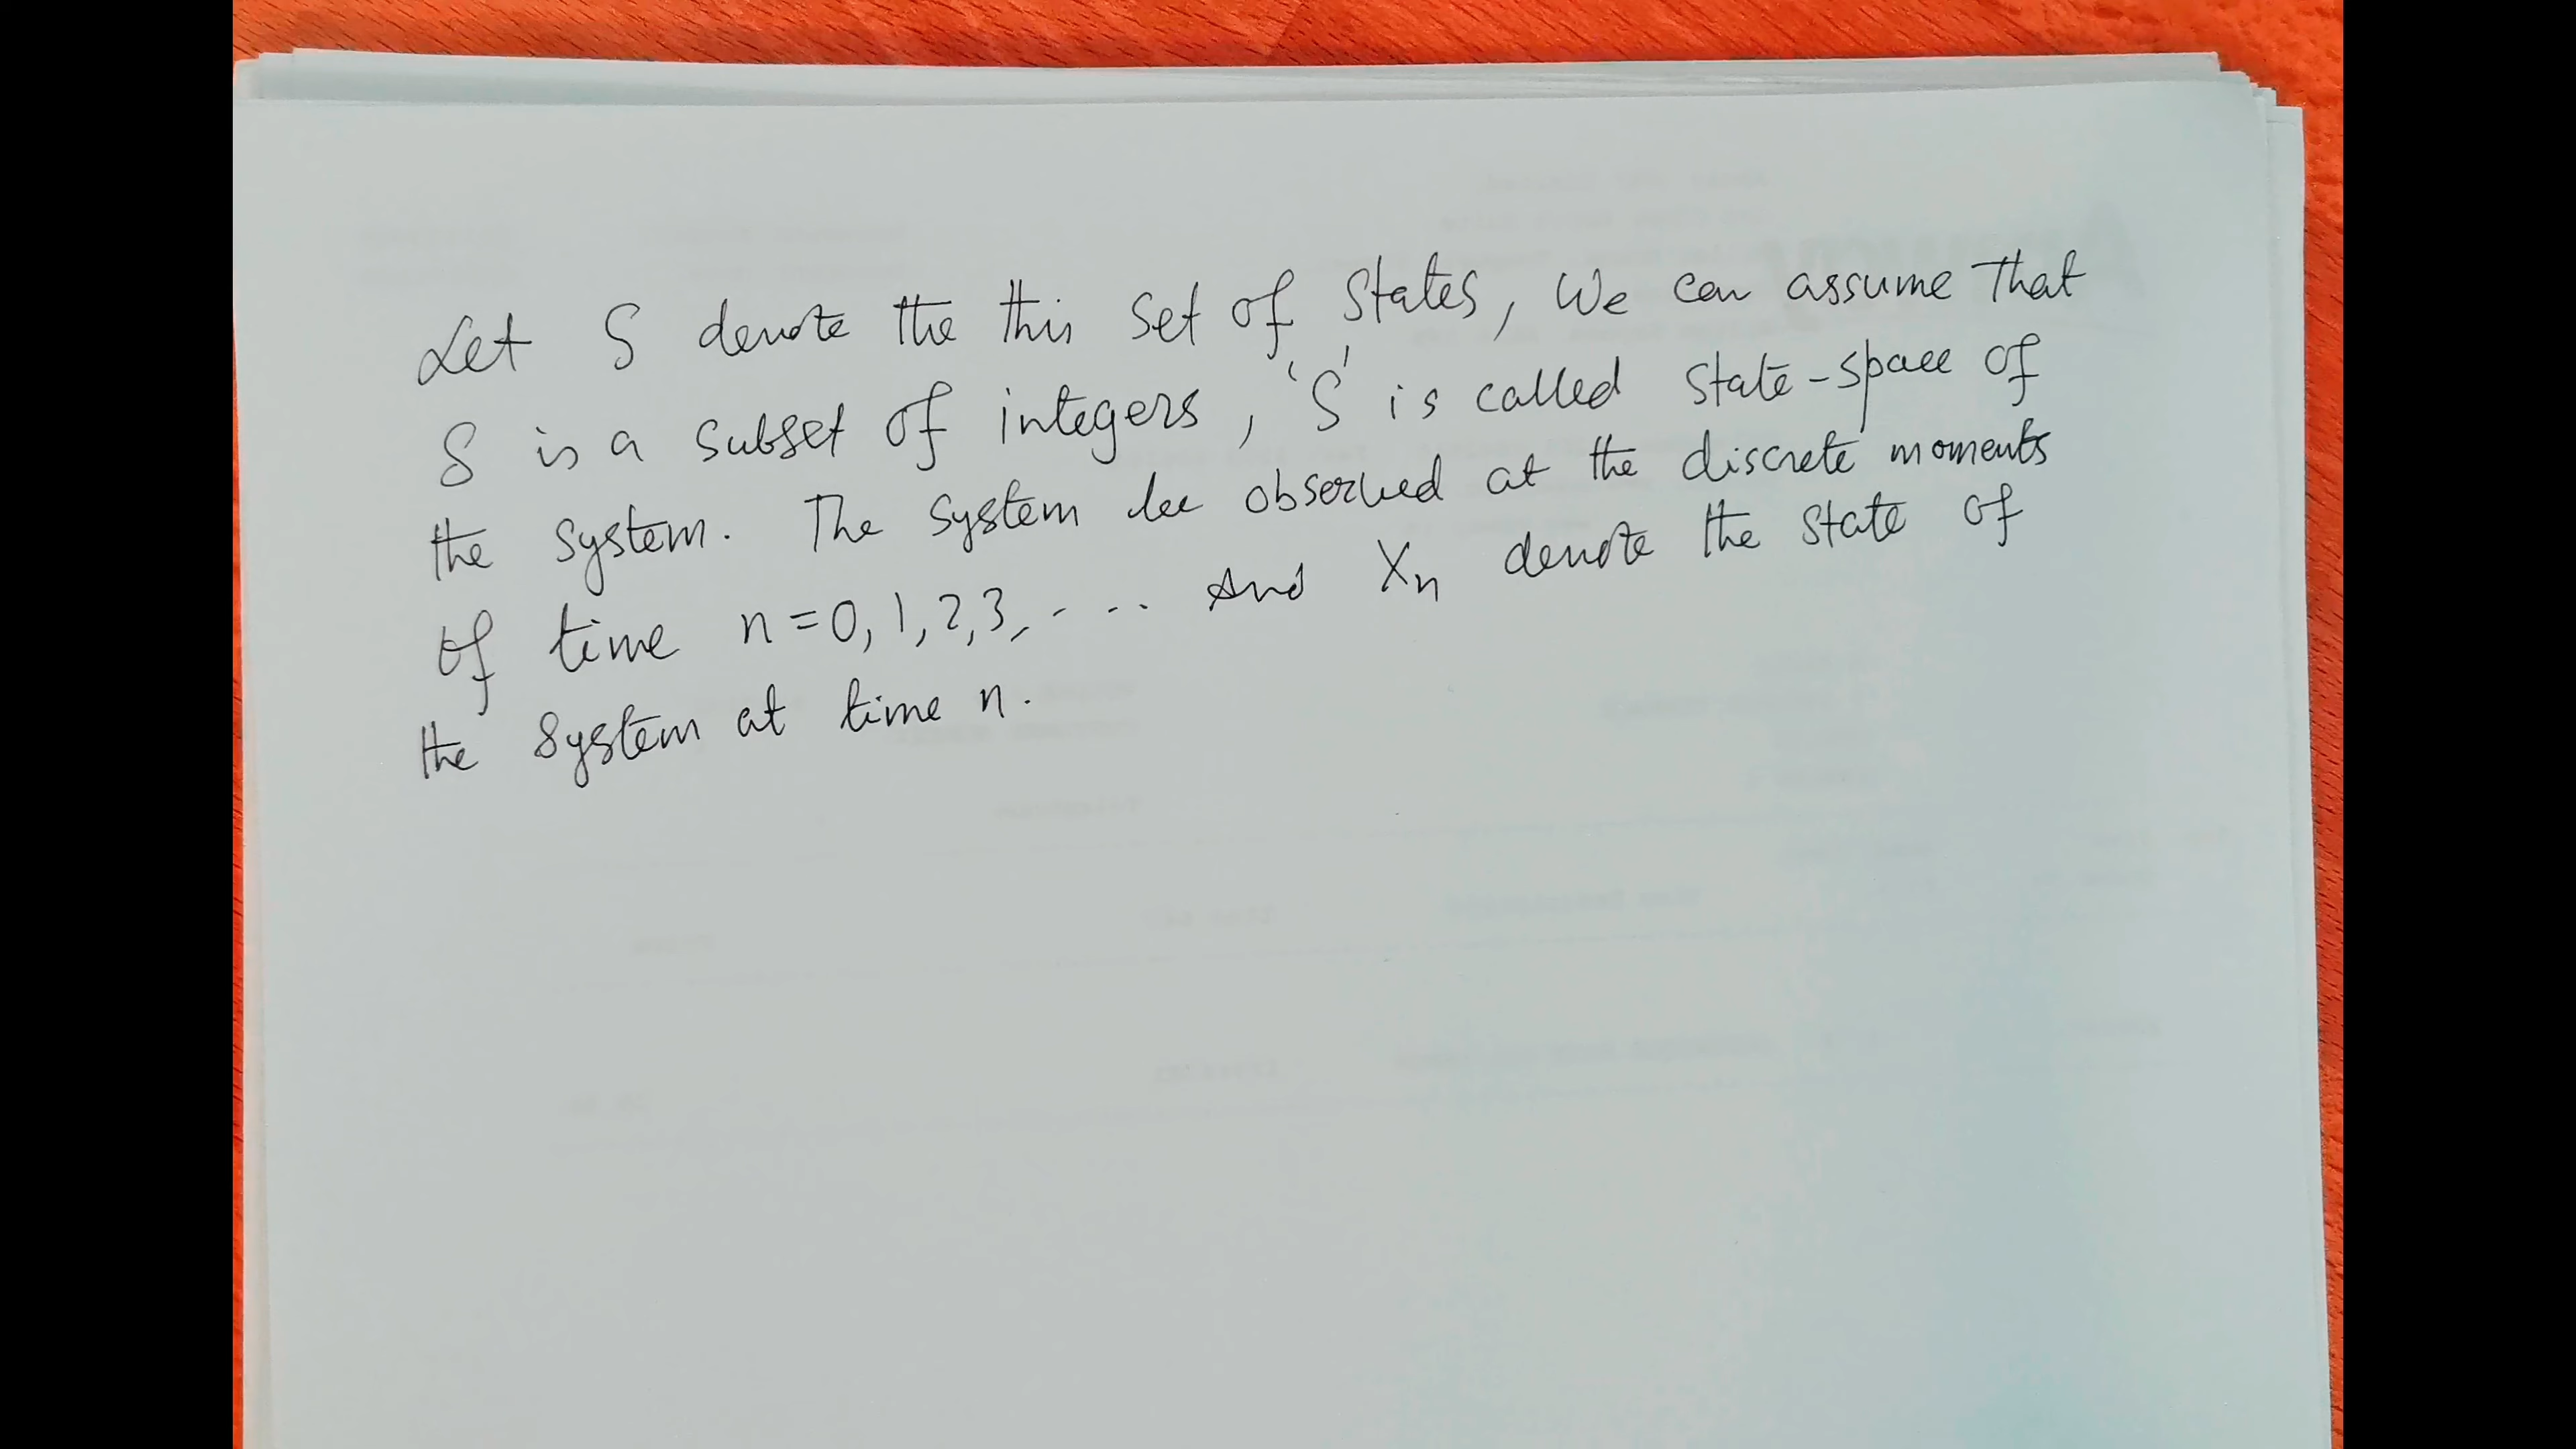 Let S denote the this set of states, We can assume that
S is a subset of integers, 'S' is called state-space of
the system. The system be observed at the discrete moments
of time n = 0, 1, 2, 3, - - - . And Xn denote the state of
the system at time n.